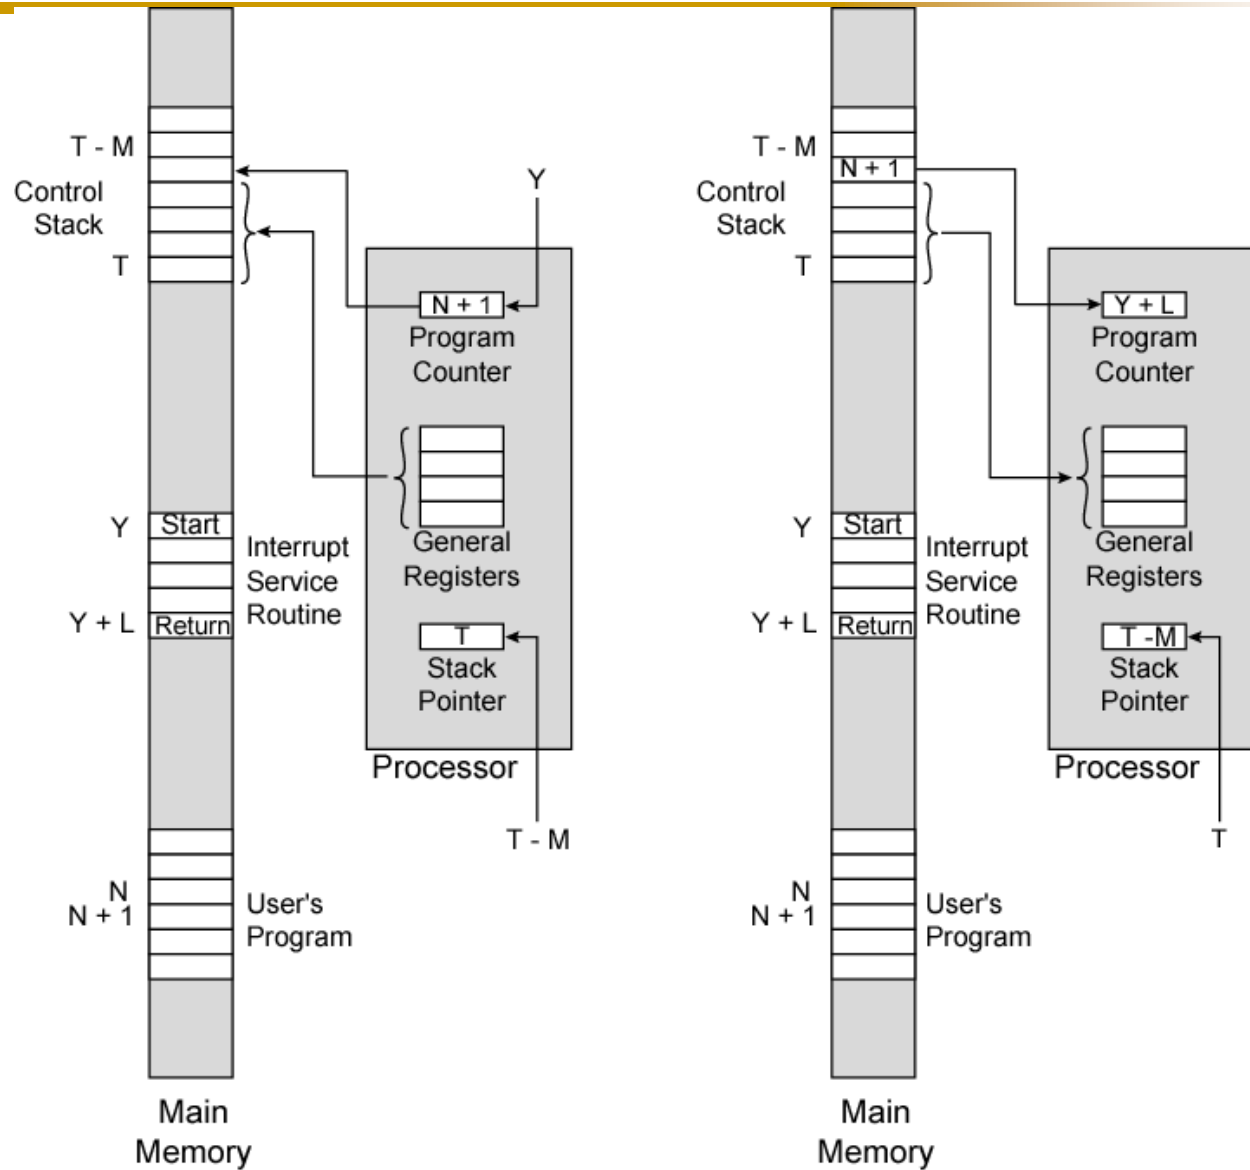 T - M
Control
Stack
T
Y
N + 1
Program
Counter
General
Registers
T
Stack
Pointer
Processor
T - M
Y
Start
Interrupt
Service
Routine
Y + L
Return
N
N + 1
User's
Program
Main
Memory
T - M
N + 1
Control
Stack
T
Y + L
Program
Counter
General
Registers
T -M
Stack
Pointer
Processor
T
Y
Start
Interrupt
Service
Routine
Y + L
Return
N
N + 1
User's
Program
Main
Memory